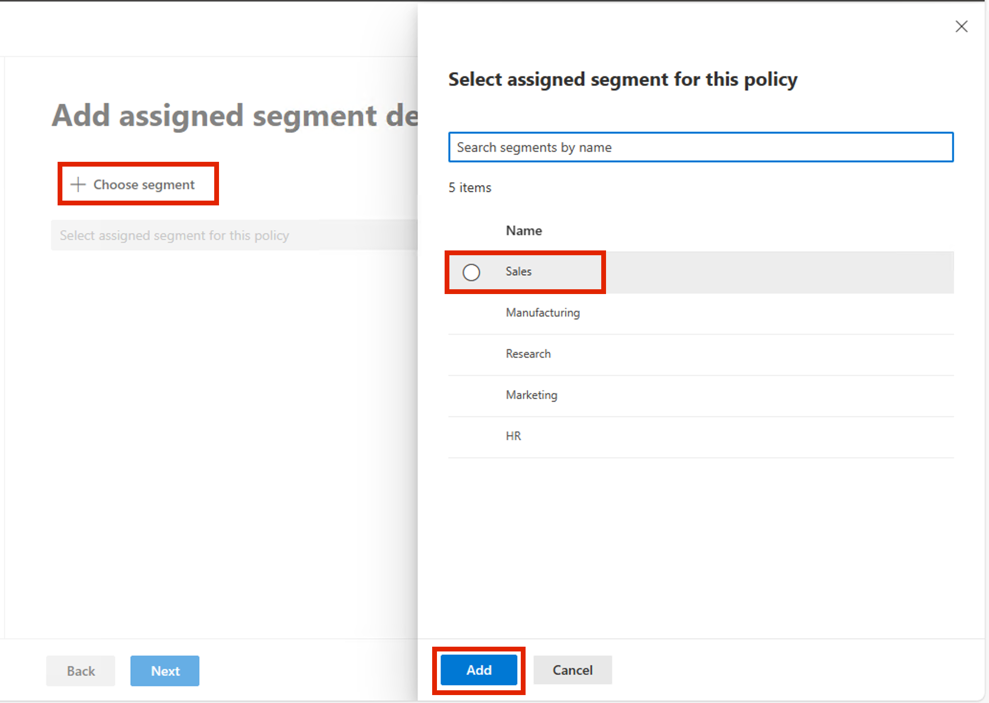 Add assigned segment de
Choose segment
Select assigned segment for this policy
Back
Next
Select assigned segment for this policy
Search segments by name
5 items
Name
Sales
Manufacturing
Research
Marketing
HR
Add
Cancel